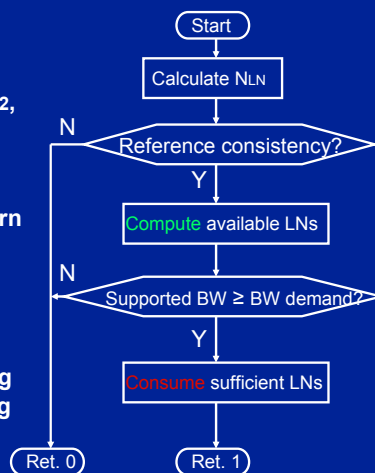 Start
Calculate NLN
2,
N
Reference consistency?
Y
rn
Compute available LNs
N
Supported BW ≥ BW demand?
Y
g
Consume sufficient LNs
g
Ret. 0
Ret. 1